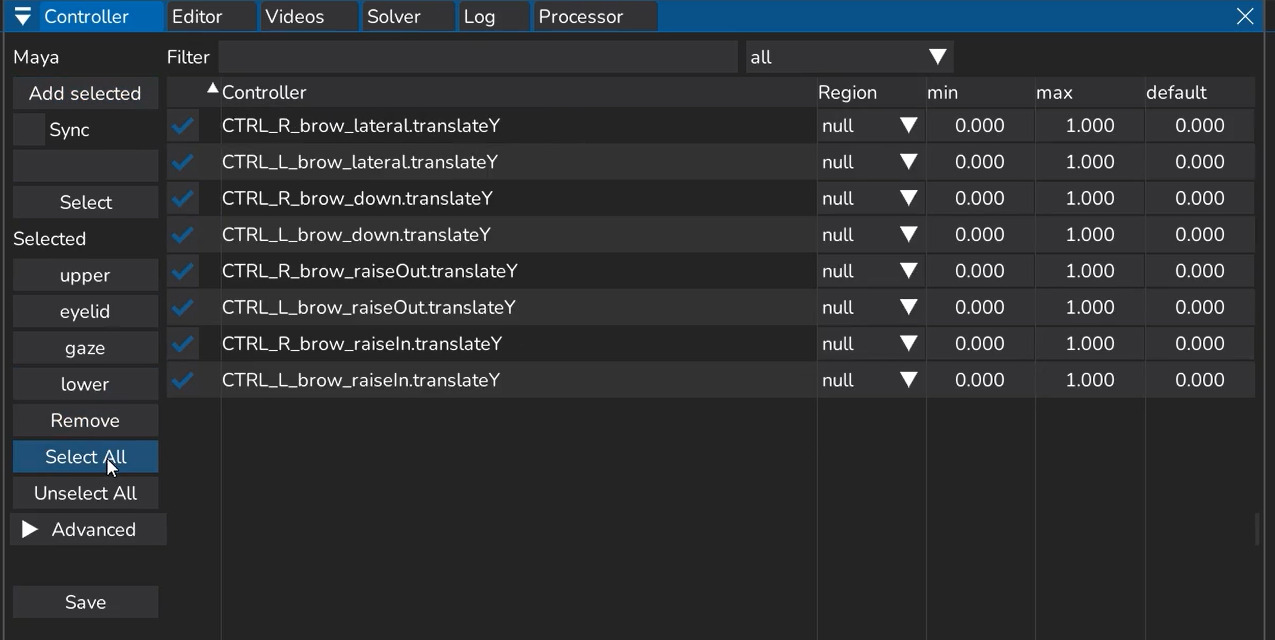 Controller Editor Videos Solver Log Processor
Maya Filter all
Add selected Controller Region min max default
Sync CTRL_R_brow_lateral.translateY null 0.000 1.000 0.000
CTRL_L_brow_lateral.translateY null 0.000 1.000 0.000
Select CTRL_R_brow_down.translateY null 0.000 1.000 0.000
Selected CTRL_L_brow_down.translateY null 0.000 1.000 0.000
upper CTRL_R_brow_raiseOut.translateY null 0.000 1.000 0.000
eyelid CTRL_L_brow_raiseOut.translateY null 0.000 1.000 0.000
gaze CTRL_R_brow_raiseIn.translateY null 0.000 1.000 0.000
lower CTRL_L_brow_raiseIn.translateY null 0.000 1.000 0.000
Remove
Select All
Unselect All
Advanced
Save